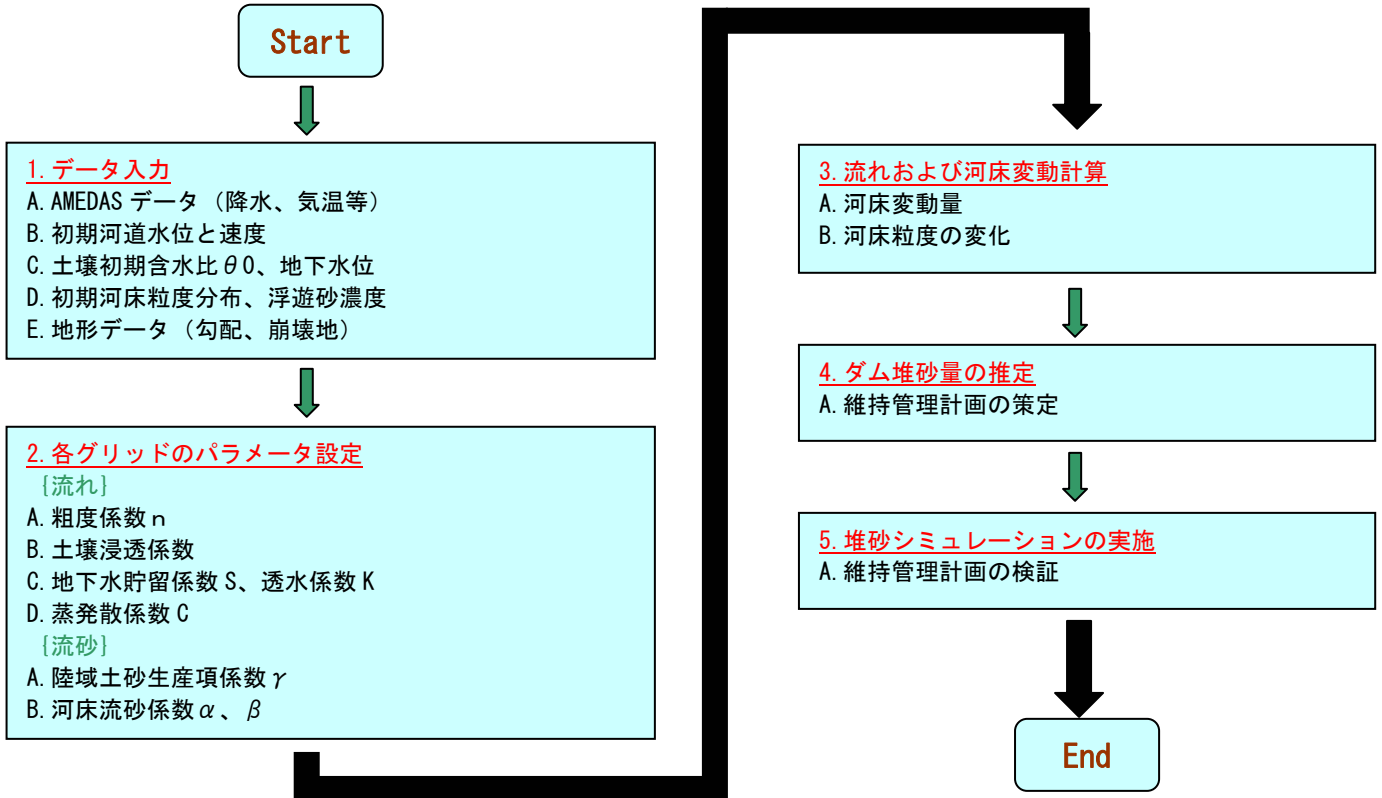 Start
1.データ入力
A.AMEDAS データ（降水、気温等）
B.初期河道水位と速度
C.土壌初期含水比θ0、地下水位
D.初期河床粒度分布、浮遊砂濃度
E.地形データ（勾配、崩壊地）
2.各グリッドのパラメータ設定
{流れ}
A.粗度係数ｎ
B.土壌浸透係数
C.地下水貯留係数 S、透水係数 K
D.蒸発散係数 C
{流砂}
A.陸域土砂生産項係数γ
B.河床流砂係数α、β
3.流れおよび河床変動計算
A.河床変動量
B.河床粒度の変化
4.ダム堆砂量の推定
A.維持管理計画の策定
5.堆砂シミュレーションの実施
A.維持管理計画の検証
End